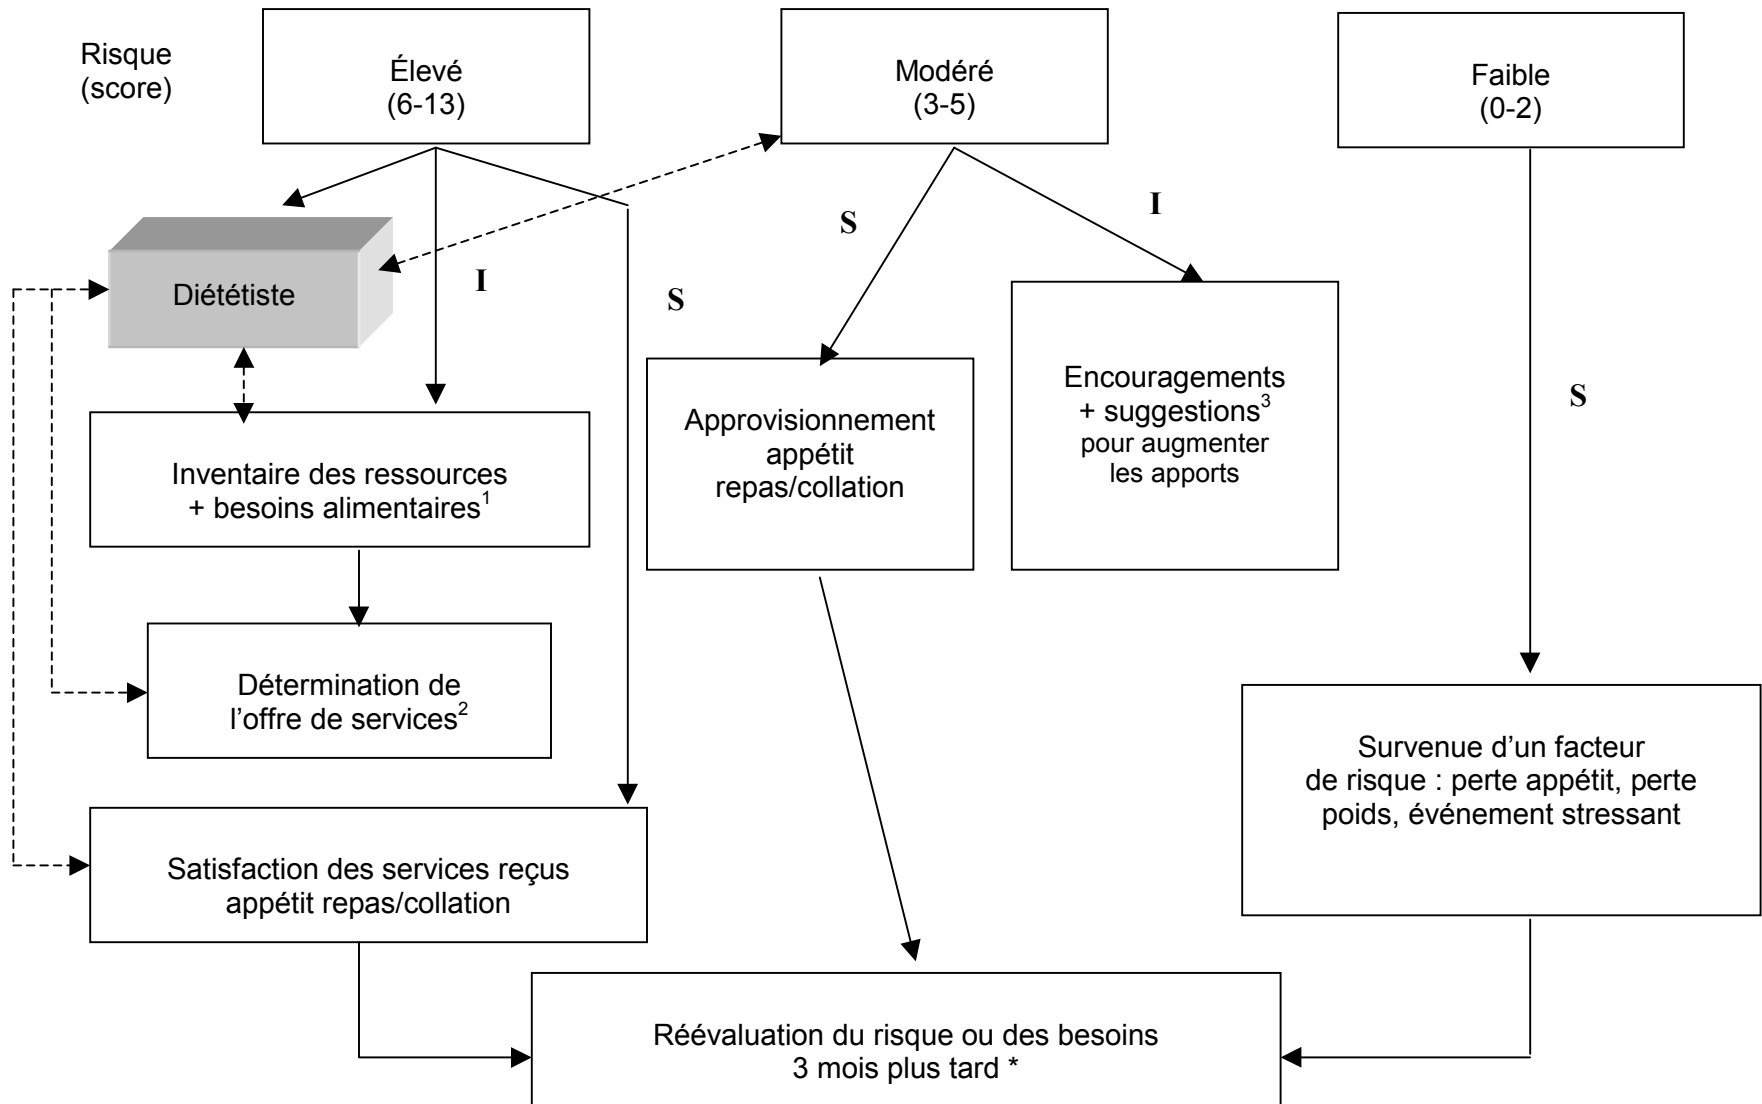 Risque
(score)
Élevé
(6-13)
Modéré
(3-5)
Faible
(0-2)
Diététiste
I
S
S
I
S
Inventaire des ressources
+ besoins alimentaires1
Approvisionnement
appétit
repas/collation
Encouragements
+ suggestions3
pour augmenter
les apports
Détermination de
l’offre de services2
Survenue d’un facteur
de risque : perte appétit, perte
poids, événement stressant
Satisfaction des services reçus
appétit repas/collation
Réévaluation du risque ou des besoins
3 mois plus tard *